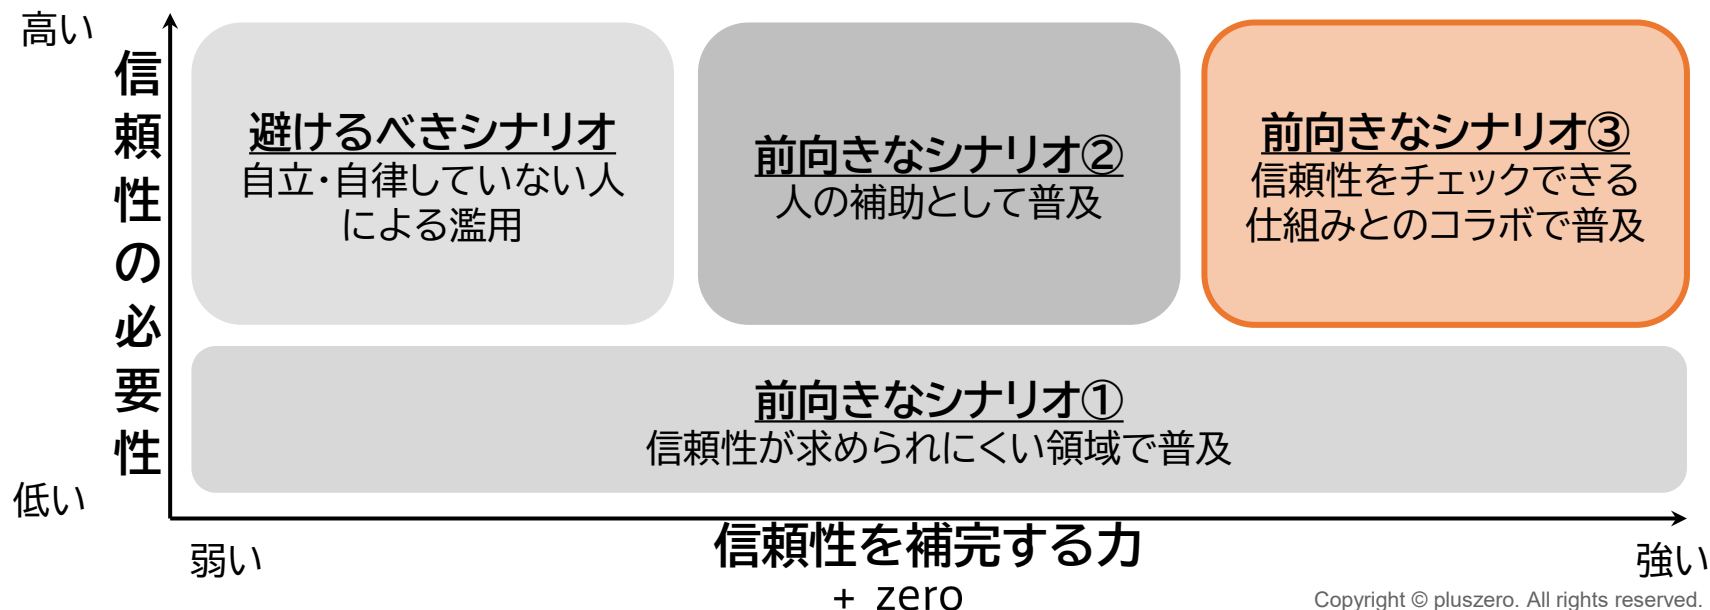 高い
信頼性の必要性
低い
避けるべきシナリオ
自立・自律していない人
による濫用
前向きなシナリオ②
人の補助として普及
前向きなシナリオ③
信頼性をチェックできる
仕組みとのコラボで普及
前向きなシナリオ①
信頼性が求められにくい領域で普及
弱い
信頼性を補完する力
強い
+ zero
Copyright © pluszero. All rights reserved.